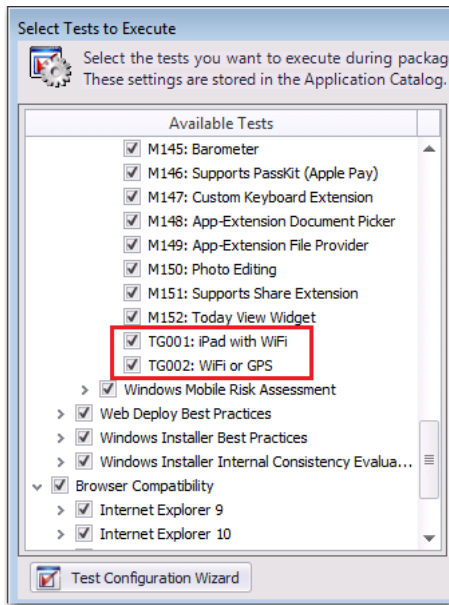 Select Tests to Execute
Select the tests you want to execute during packag
These settings are stored in the Application Catalog.
Available Tests
M145: Barometer
M146: Supports PassKit (Apple Pay)
M147: Custom Keyboard Extension
M148: App-Extension Document Picker
M149: App-Extension File Provider
M150: Photo Editing
M151: Supports Share Extension
M152: Today View Widget
TG001: iPad with WiFi
TG002: WiFi or GPS
Windows Mobile Risk Assessment
Web Deploy Best Practices
Windows Installer Best Practices
Windows Installer Internal Consistency Evalua...
Browser Compatibility
Internet Explorer 9
Internet Explorer 10
Test Configuration Wizard